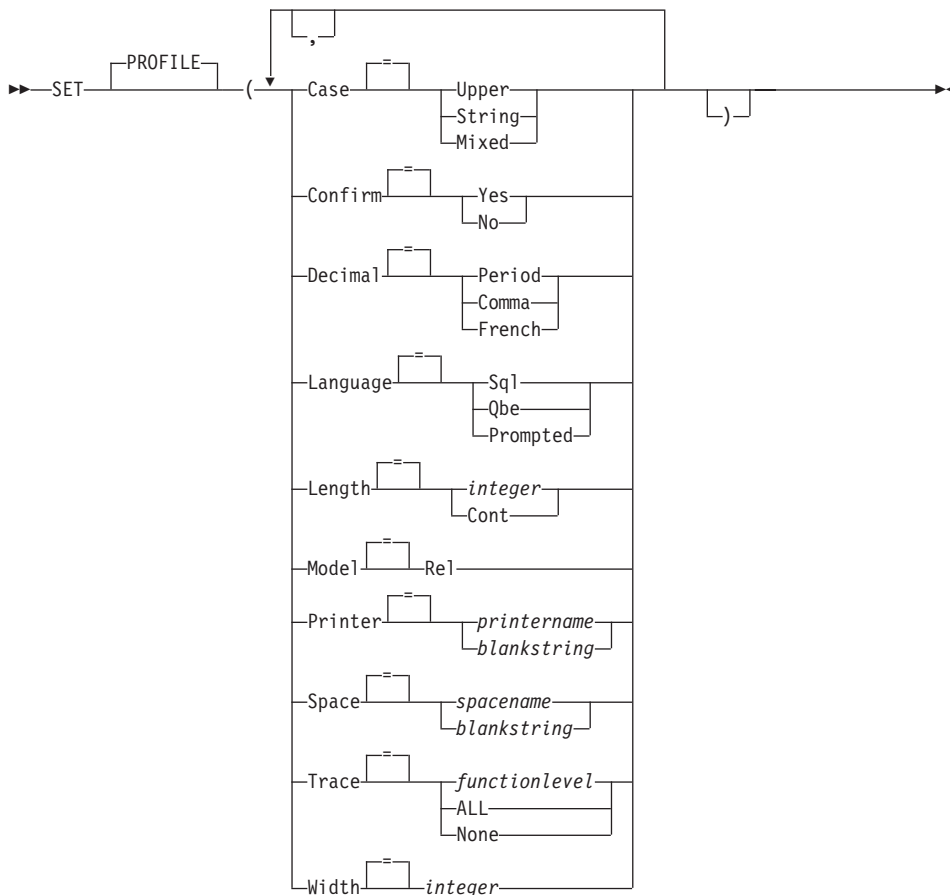 ,
PROFILE
SET ( Case = Upper )
String
Mixed
Confirm = Yes
No
Decimal = Period
Comma
French
Language = Sql
Qbe
Prompted
Length = integer
Cont
Model = Rel
Printer = printername
blankstring
Space = spacename
blankstring
Trace = functionlevel
ALL
None
Width = integer